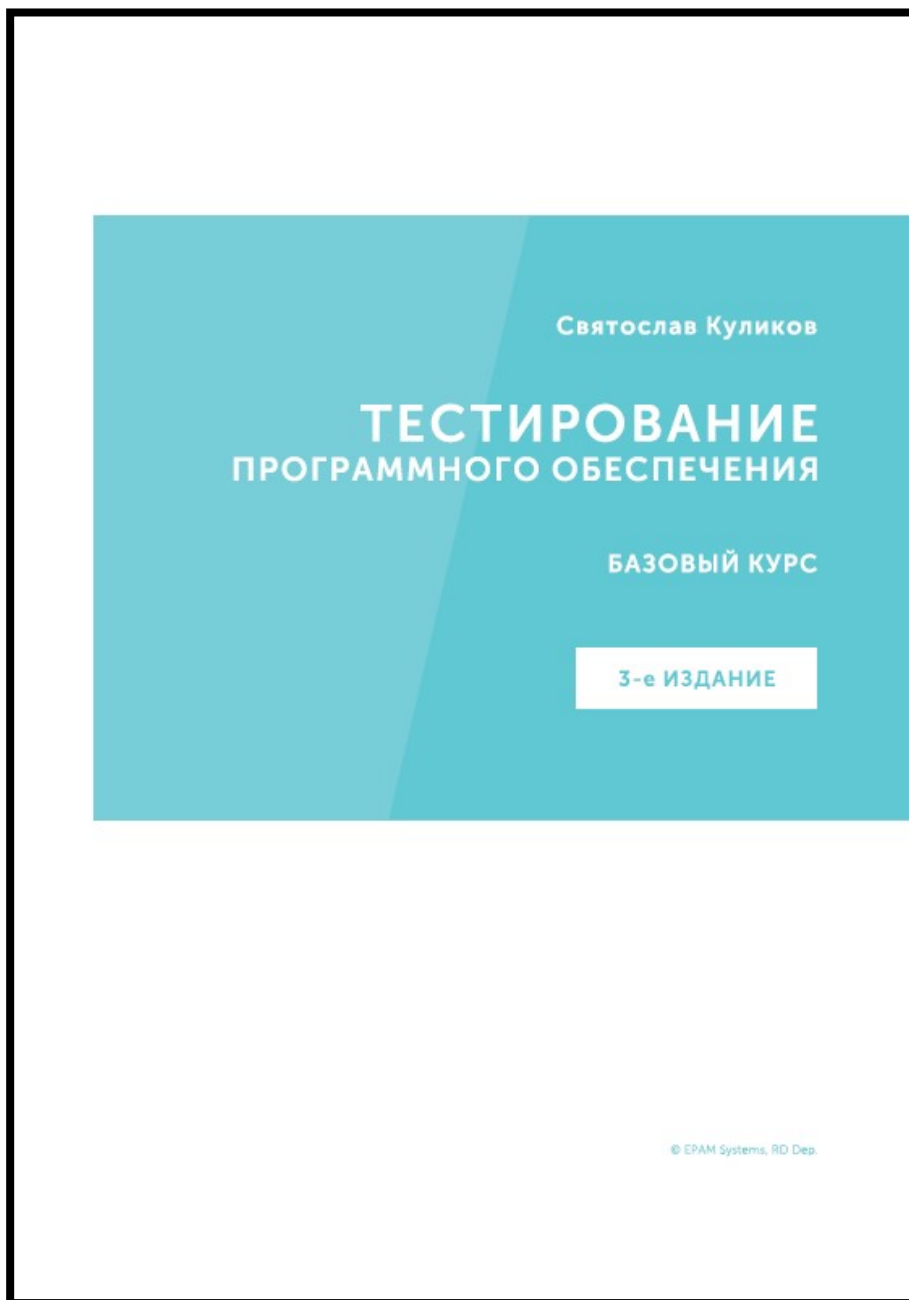 Святослав Куликов
ТЕСТИРОВАНИЕ
ПРОГРАММНОГО ОБЕСПЕЧЕНИЯ
БАЗОВЫЙ КУРС
3-е ИЗДАНИЕ
© EPAM Systems, RD Dep.